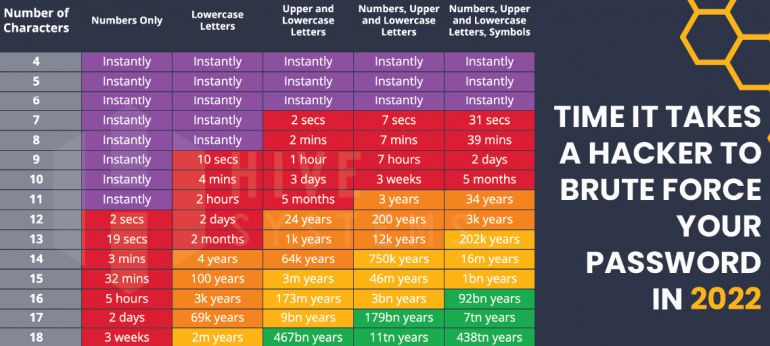 Number of Characters | Numbers Only | Lowercase Letters | Upper and Lowercase Letters | Numbers, Upper and Lowercase Letters | Numbers, Upper and Lowercase Letters, Symbols
4 | Instantly | Instantly | Instantly | Instantly | Instantly
5 | Instantly | Instantly | Instantly | Instantly | Instantly
6 | Instantly | Instantly | Instantly | Instantly | Instantly
7 | Instantly | Instantly | 2 secs | 7 secs | 31 secs
8 | Instantly | Instantly | 2 mins | 7 mins | 39 mins
9 | Instantly | 10 secs | 1 hour | 7 hours | 2 days
10 | Instantly | 4 mins | 3 days | 3 weeks | 5 months
11 | Instantly | 2 hours | 5 months | 3 years | 34 years
12 | 2 secs | 2 days | 24 years | 200 years | 3k years
13 | 19 secs | 2 months | 1k years | 12k years | 202k years
14 | 3 mins | 4 years | 64k years | 750k years | 16m years
15 | 32 mins | 100 years | 3m years | 46m years | 1bn years
16 | 5 hours | 3k years | 173m years | 3bn years | 92bn years
17 | 2 days | 69k years | 9bn years | 179bn years | 7tn years
18 | 3 weeks | 2m years | 467bn years | 11tn years | 438tn years
HIVE
SYSTEMS
TIME IT TAKES
A HACKER TO
BRUTE FORCE
YOUR
PASSWORD
IN 2022